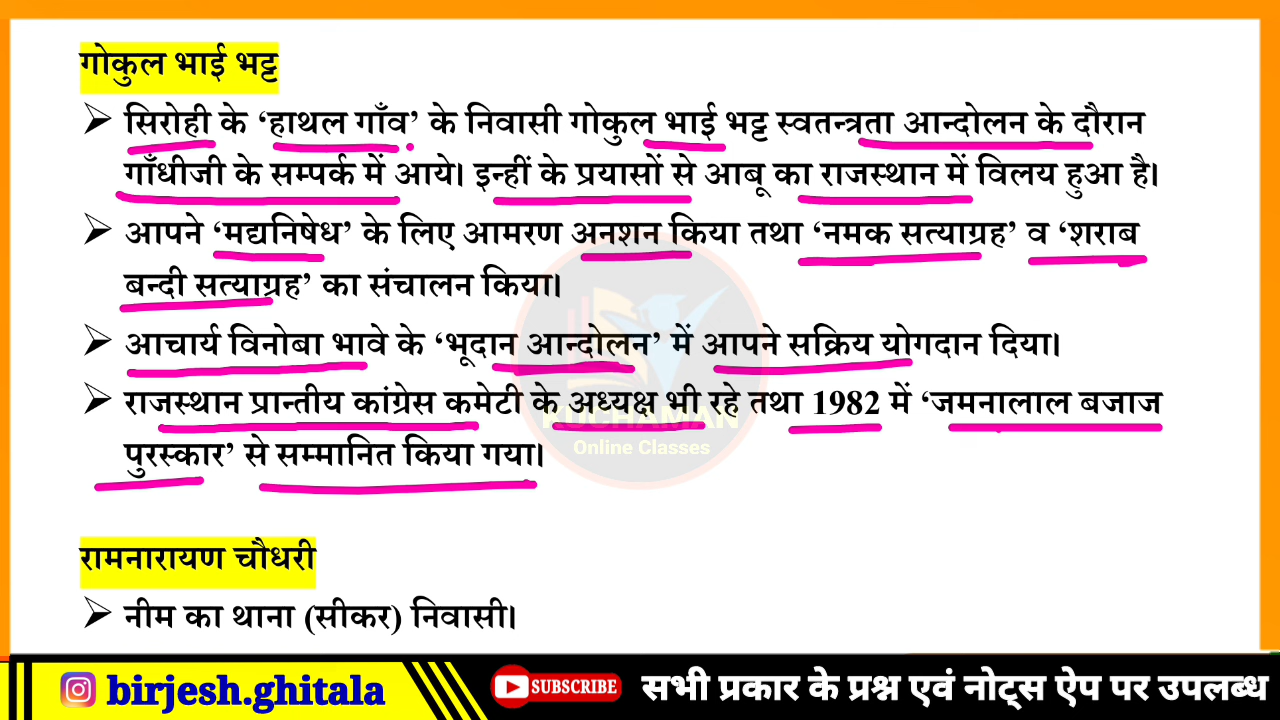 गोकुल भाई भट्ट
➢ सिरोही के ‘हाथल गाँव’ के निवासी गोकुल भाई भट्ट स्वतन्त्रता आन्दोलन के दौरान
गाँधीजी के सम्पर्क में आये। इन्हीं के प्रयासों से आबू का राजस्थान में विलय हुआ है।
➢ आपने ‘मद्यनिषेध’ के लिए आमरण अनशन किया तथा ‘नमक सत्याग्रह’ व ‘शराब
बन्दी सत्याग्रह’ का संचालन किया।
➢ आचार्य विनोबा भावे के ‘भूदान आन्दोलन’ में आपने सक्रिय योगदान दिया।
➢ राजस्थान प्रान्तीय कांग्रेस कमेटी के अध्यक्ष भी रहे तथा 1982 में ‘जमनालाल बजाज
पुरस्कार’ से सम्मानित किया गया।
KUCHAMAN
Online Classes
रामनारायण चौधरी
➢ नीम का थाना (सीकर) निवासी।
birjesh.ghitala
SUBSCRIBE
सभी प्रकार के प्रश्न एवं नोट्स ऐप पर उपलब्ध